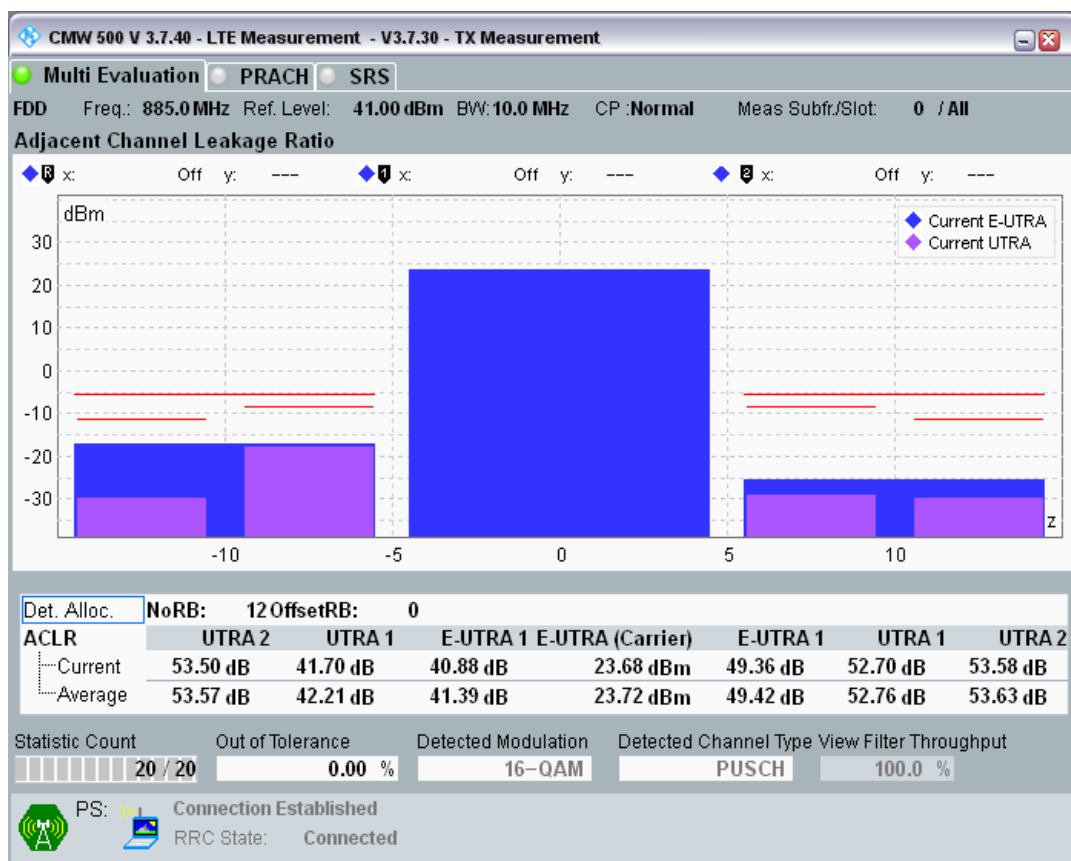 CMW 500 V 3.7.40 - LTE Measurement - V3.7.30 - TX Measurement
Multi Evaluation PRACH SRS
FDD Freq.: 885.0 MHz Ref. Level: 41.00 dBm BW: 10.0 MHz CP :Normal Meas Subfr./Slot: 0 / All
Adjacent Channel Leakage Ratio
R x: Off y: --- 1 x: Off y: --- 2 x: Off y: ---
dBm
Current E-UTRA
Current UTRA
30
20
10
0
-10
-20
-30
z
-10 -5 0 5 10
Det. Alloc. NoRB: 12 OffsetRB: 0
ACLR UTRA 2 UTRA 1 E-UTRA 1 E-UTRA (Carrier) E-UTRA 1 UTRA 1 UTRA 2
Current 53.50 dB 41.70 dB 40.88 dB 23.68 dBm 49.36 dB 52.70 dB 53.58 dB
Average 53.57 dB 42.21 dB 41.39 dB 23.72 dBm 49.42 dB 52.76 dB 53.63 dB
Statistic Count Out of Tolerance Detected Modulation Detected Channel Type View Filter Throughput
20 / 20 0.00 % 16-QAM PUSCH 100.0 %
PS: Connection Established
RRC State: Connected